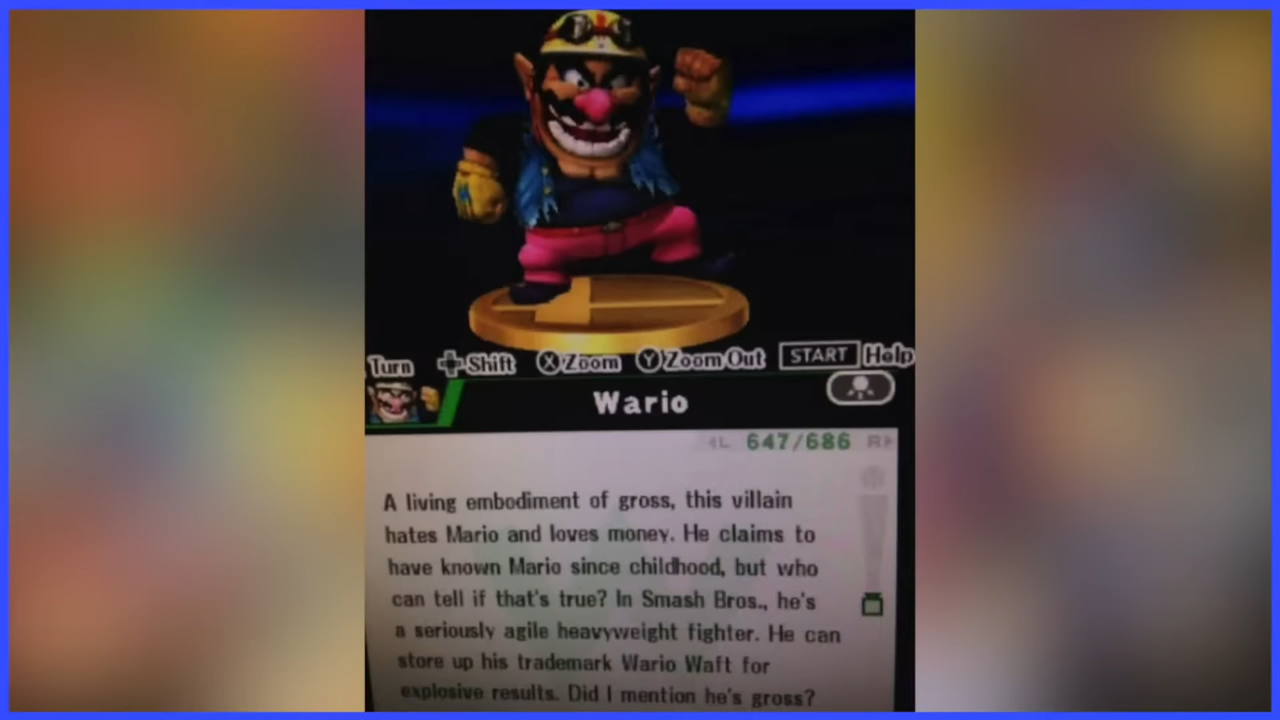 Turn Shift X Zoom Y Zoom Out START Help
Wario
L 647/686 R
A living embodiment of gross, this villain
hates Mario and loves money. He claims to
have known Mario since childhood, but who
can tell if that's true? In Smash Bros., he's
a seriously agile heavyweight fighter. He can
store up his trademark Wario Waft for
explosive results. Did I mention he's gross?